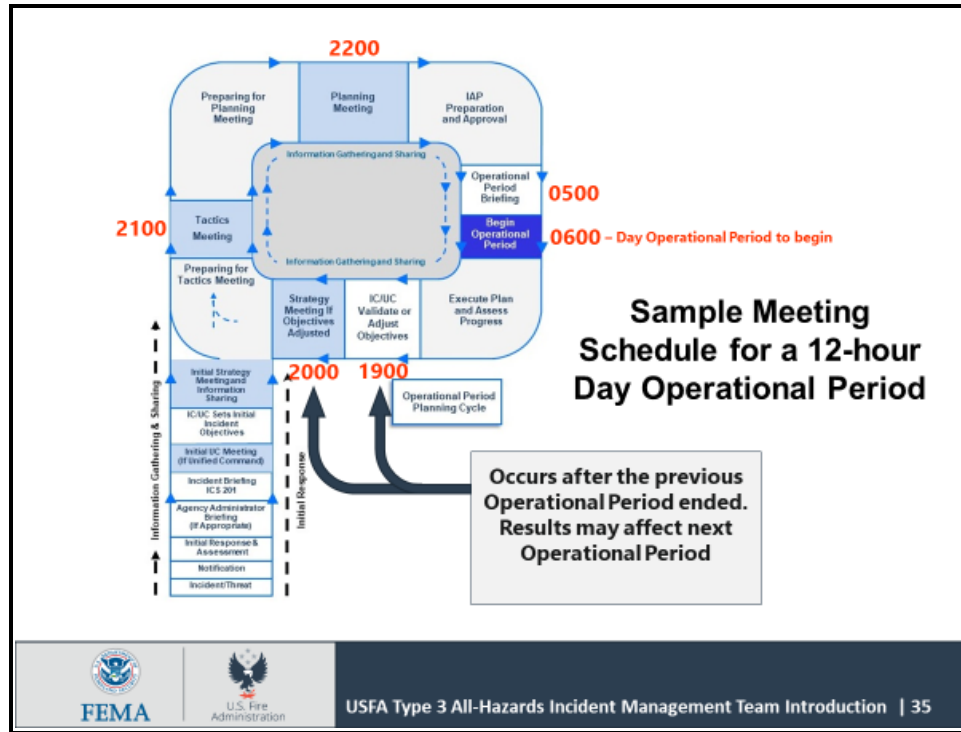 2200
Preparing for
Planning
Meeting
Planning
Meeting
IAP
Preparation
and Approval
Information Gathering and Sharing
Operational
Period
Briefing
0500
2100
Tactics
Meeting
Begin
Operational
Period
0600 – Day Operational Period to begin
Information Gathering and Sharing
Preparing for
Tactics Meeting
Strategy
Meeting If
Objectives
Adjusted
IC/UC
Validate or
Adjust
Objectives
Execute Plan
and Assess
Progress
2000
1900
Sample Meeting
Schedule for a 12-hour
Day Operational Period
Operational Period
Planning Cycle
Initial Strategy
Meeting and
Information
Sharing
IC/UC Sets Initial
Incident
Objectives
Initial UC Meeting
(If Unified Command)
Incident Briefing
ICS 201
Agency Administrator
Briefing
(If Appropriate)
Initial Response &
Assessment
Notification
Incident/Threat
Information Gathering & Sharing
Initial Response
Occurs after the previous
Operational Period ended.
Results may affect next
Operational Period
FEMA
U.S. Fire
Administration
USFA Type 3 All-Hazards Incident Management Team Introduction | 35